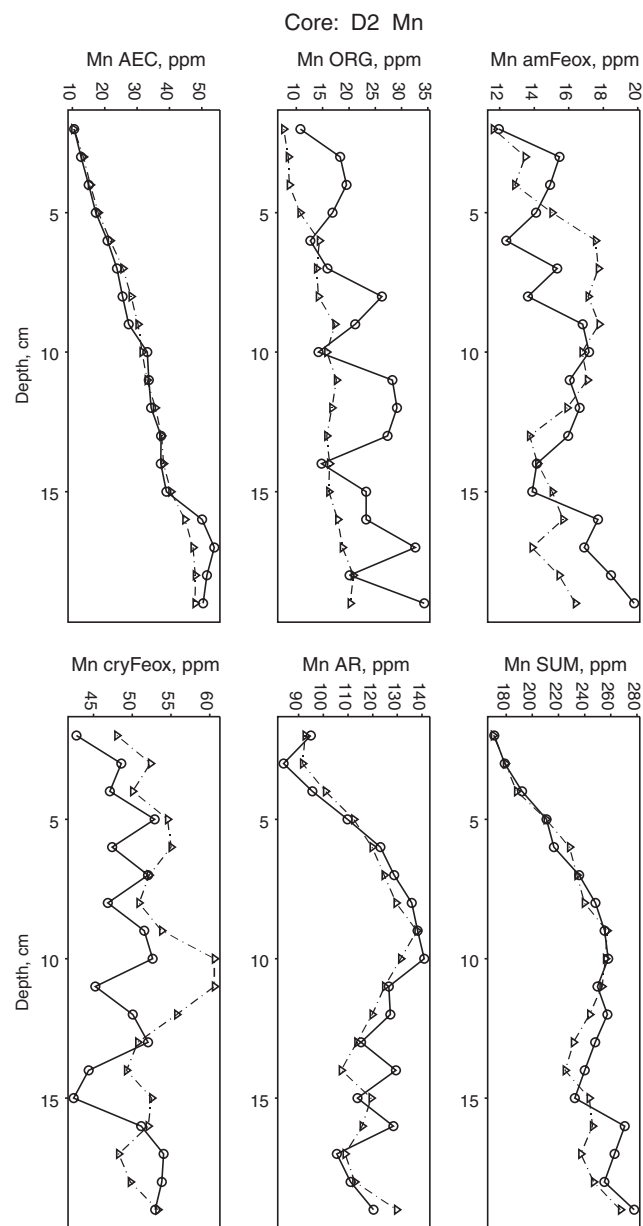 Core: D2 Mn
Mn AEC, ppm
Mn ORG, ppm
Mn amFeox, ppm
10 20 30 40 50
10 15 20 25 30 35
12 14 16 18 20
5
10
15
Depth, cm
5
10
15
5
10
15
Mn cryFeox, ppm
Mn AR, ppm
Mn SUM, ppm
45 50 55 60
90 100 110 120 130 140
180 200 220 240 260 280
5
10
15
Depth, cm
5
10
15
5
10
15